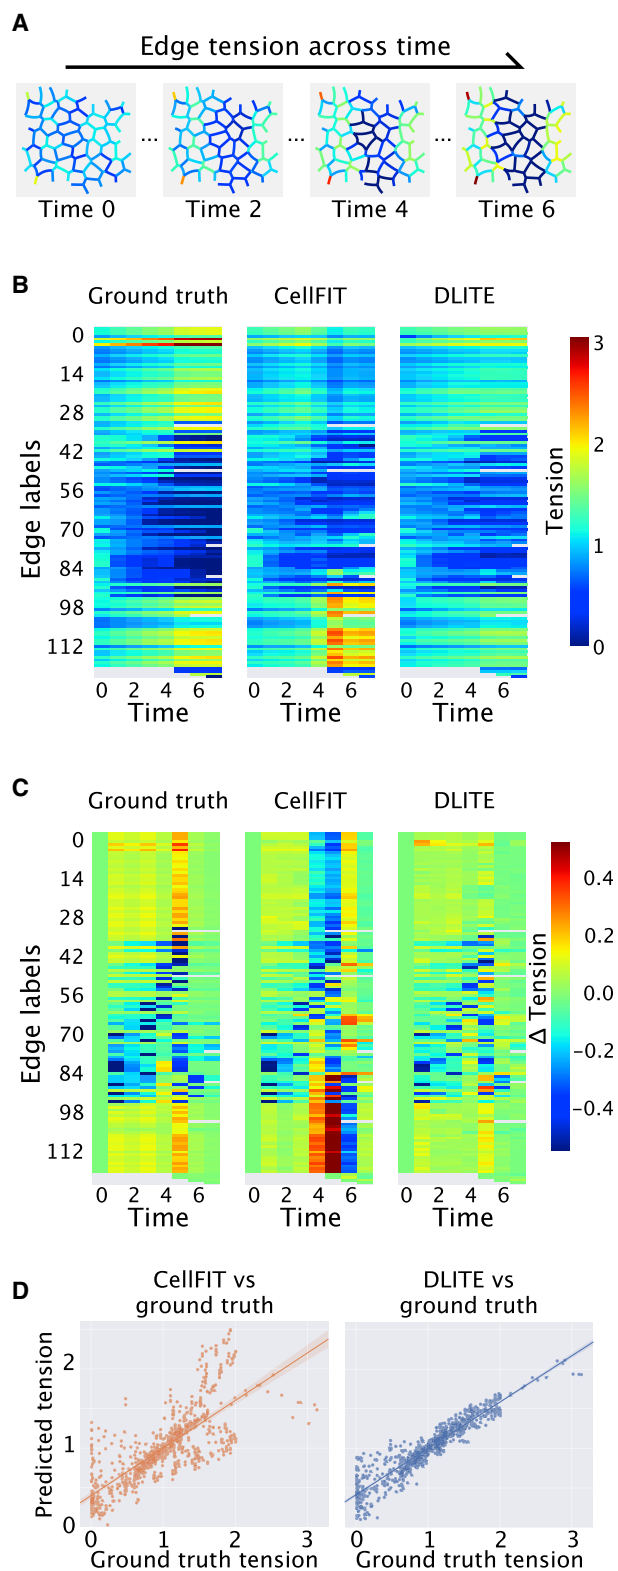 A
Edge tension across time
... ... ...
Time 0 Time 2 Time 4 Time 6
B
Ground truth CellFIT DLITE
Edge labels
0
14
28
42
56
70
84
98
112
0 2 4 6
Time
0 2 4 6
Time
0 2 4 6
Time
Tension
3
2
1
0
C
Ground truth CellFIT DLITE
Edge labels
0
14
28
42
56
70
84
98
112
0 2 4 6
Time
0 2 4 6
Time
0 2 4 6
Time
Δ Tension
0.4
0.2
0.0
−0.2
−0.4
D
CellFIT vs
ground truth
DLITE vs
ground truth
Predicted tension
2
1
0
0 1 2 3
Ground truth tension
0 1 2 3
Ground truth tension